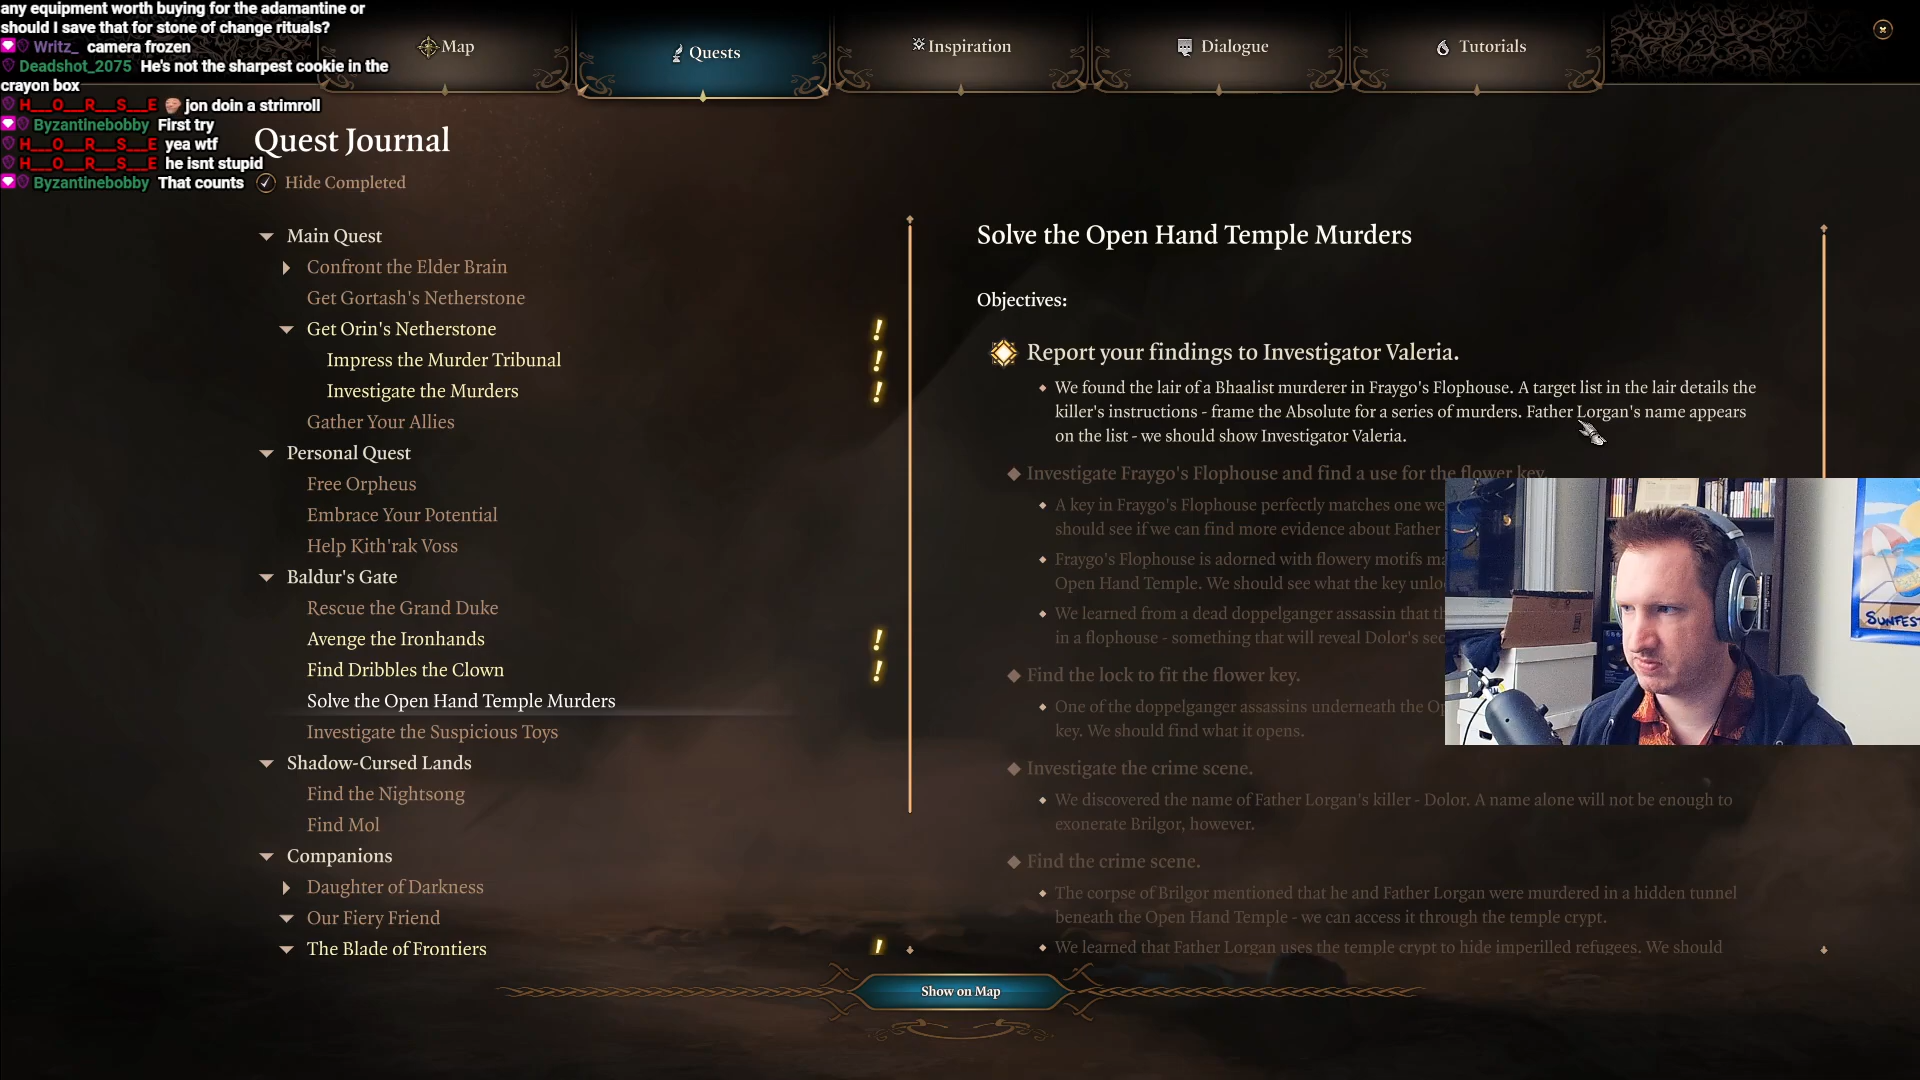 any equipment worth buying for the adamantine or
should I save that for stone of change rituals?
Writz_ camera frozen
Deadshot_2075 He's not the sharpest cookie in the
crayon box
H__O__R__S__E jon doin a strimroll
Byzantinebobby First try
H__O__R__S__E yea wtf
H__O__R__S__E he isnt stupid
Byzantinebobby That counts
Map
Quests
Inspiration
Dialogue
Tutorials
Quest Journal
Hide Completed
Main Quest
Confront the Elder Brain
Get Gortash's Netherstone
Get Orin's Netherstone
Impress the Murder Tribunal
Investigate the Murders
Gather Your Allies
Personal Quest
Free Orpheus
Embrace Your Potential
Help Kith'rak Voss
Baldur's Gate
Rescue the Grand Duke
Avenge the Ironhands
Find Dribbles the Clown
Solve the Open Hand Temple Murders
Investigate the Suspicious Toys
Shadow-Cursed Lands
Find the Nightsong
Find Mol
Companions
Daughter of Darkness
Our Fiery Friend
The Blade of Frontiers
Solve the Open Hand Temple Murders
Objectives:
Report your findings to Investigator Valeria.
We found the lair of a Bhaalist murderer in Fraygo's Flophouse. A target list in the lair details the
killer's instructions - frame the Absolute for a series of murders. Father Lorgan's name appears
on the list - we should show Investigator Valeria.
Investigate Fraygo's Flophouse and find a use for the flower key.
A key in Fraygo's Flophouse perfectly matches one we
should see if we can find more evidence about Father
Fraygo's Flophouse is adorned with flowery motifs
Open Hand Temple. We should see what the key
We learned from a dead doppelganger assassin that
in a flophouse - something that will reveal Dolor's
Find the lock to fit the flower key.
One of the doppelganger assassins underneath the
key. We should find what it opens.
Investigate the crime scene.
We discovered the name of Father Lorgan's killer - Dolor. A name alone will not be enough to
exonerate Brilgor, however.
Find the crime scene.
The corpse of Brilgor mentioned that he and Father Lorgan were murdered in a hidden tunnel
beneath the Open Hand Temple - we can access it through the temple crypt.
We learned that Father Lorgan uses the temple crypt to hide imperilled refugees. We should
SUNFES
Show on Map